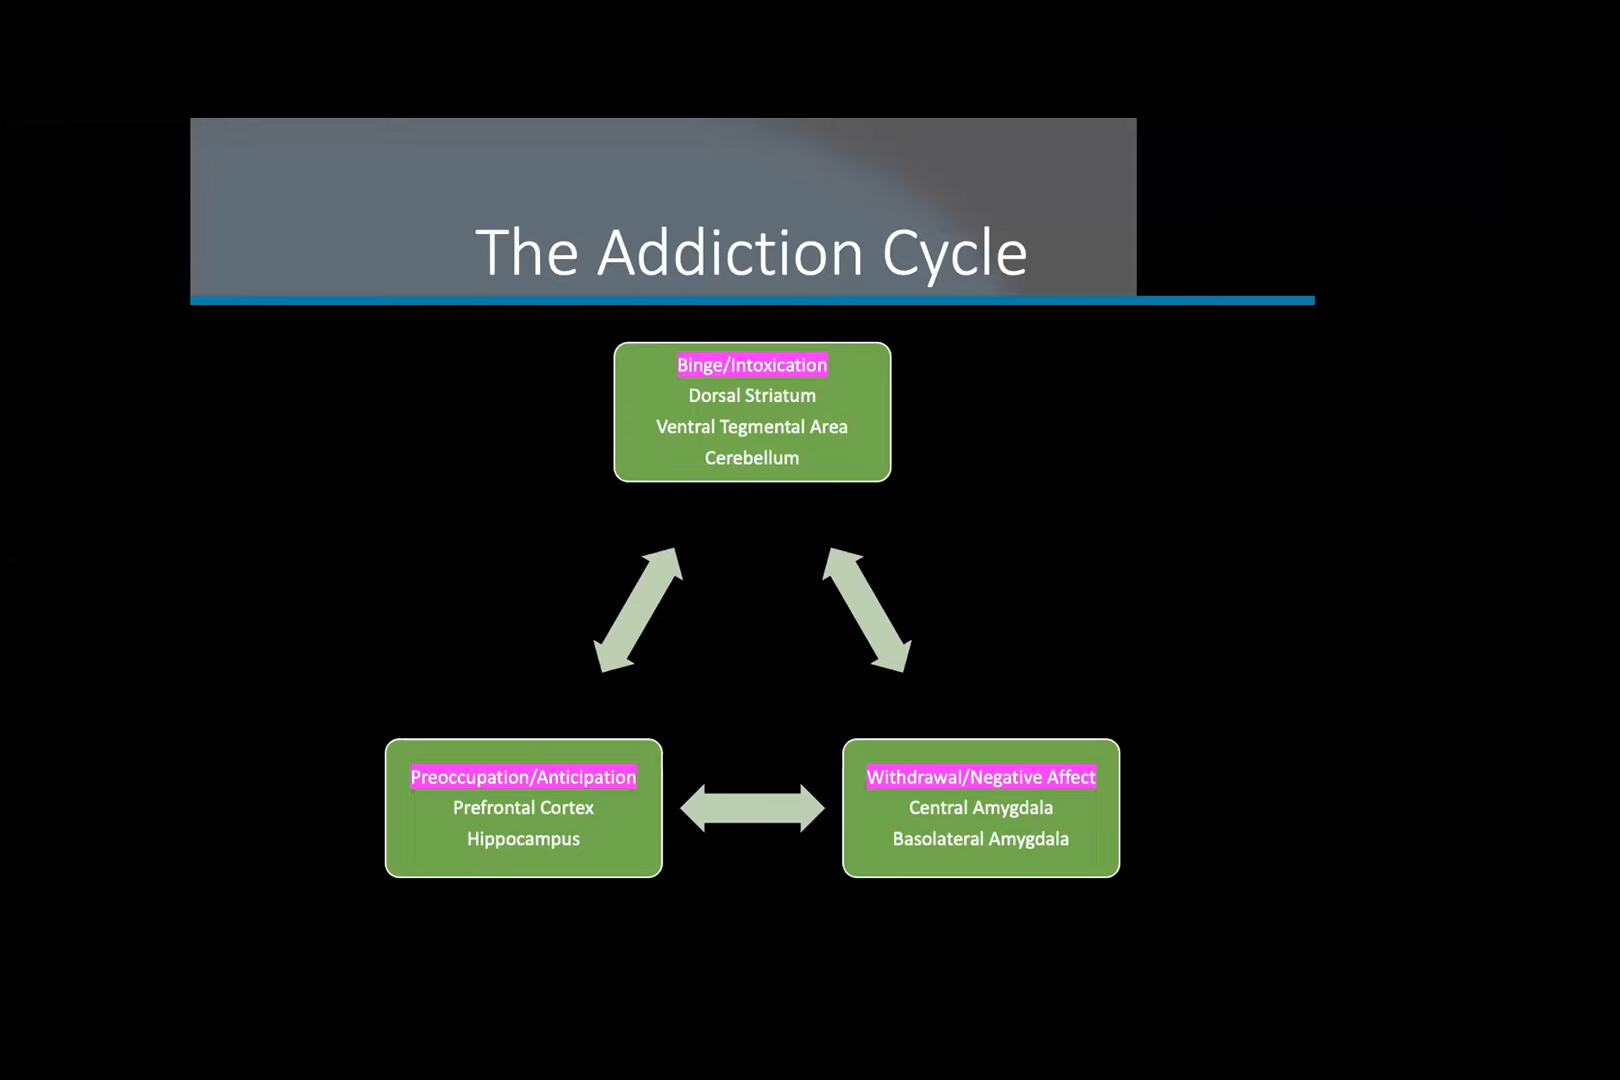 The Addiction Cycle
Binge/Intoxication
Dorsal Striatum
Ventral Tegmental Area
Cerebellum
Preoccupation/Anticipation
Prefrontal Cortex
Hippocampus
Withdrawal/Negative Affect
Central Amygdala
Basolateral Amygdala